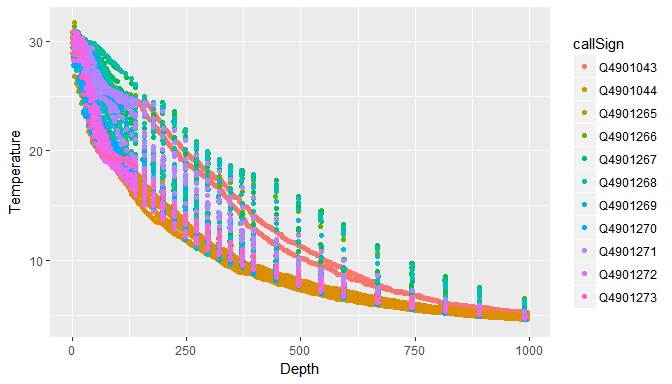 30
20
10
Temperature
0
250
500
750
1000
Depth
callSign
Q4901043
Q4901044
Q4901265
Q4901266
Q4901267
Q4901268
Q4901269
Q4901270
Q4901271
Q4901272
Q4901273